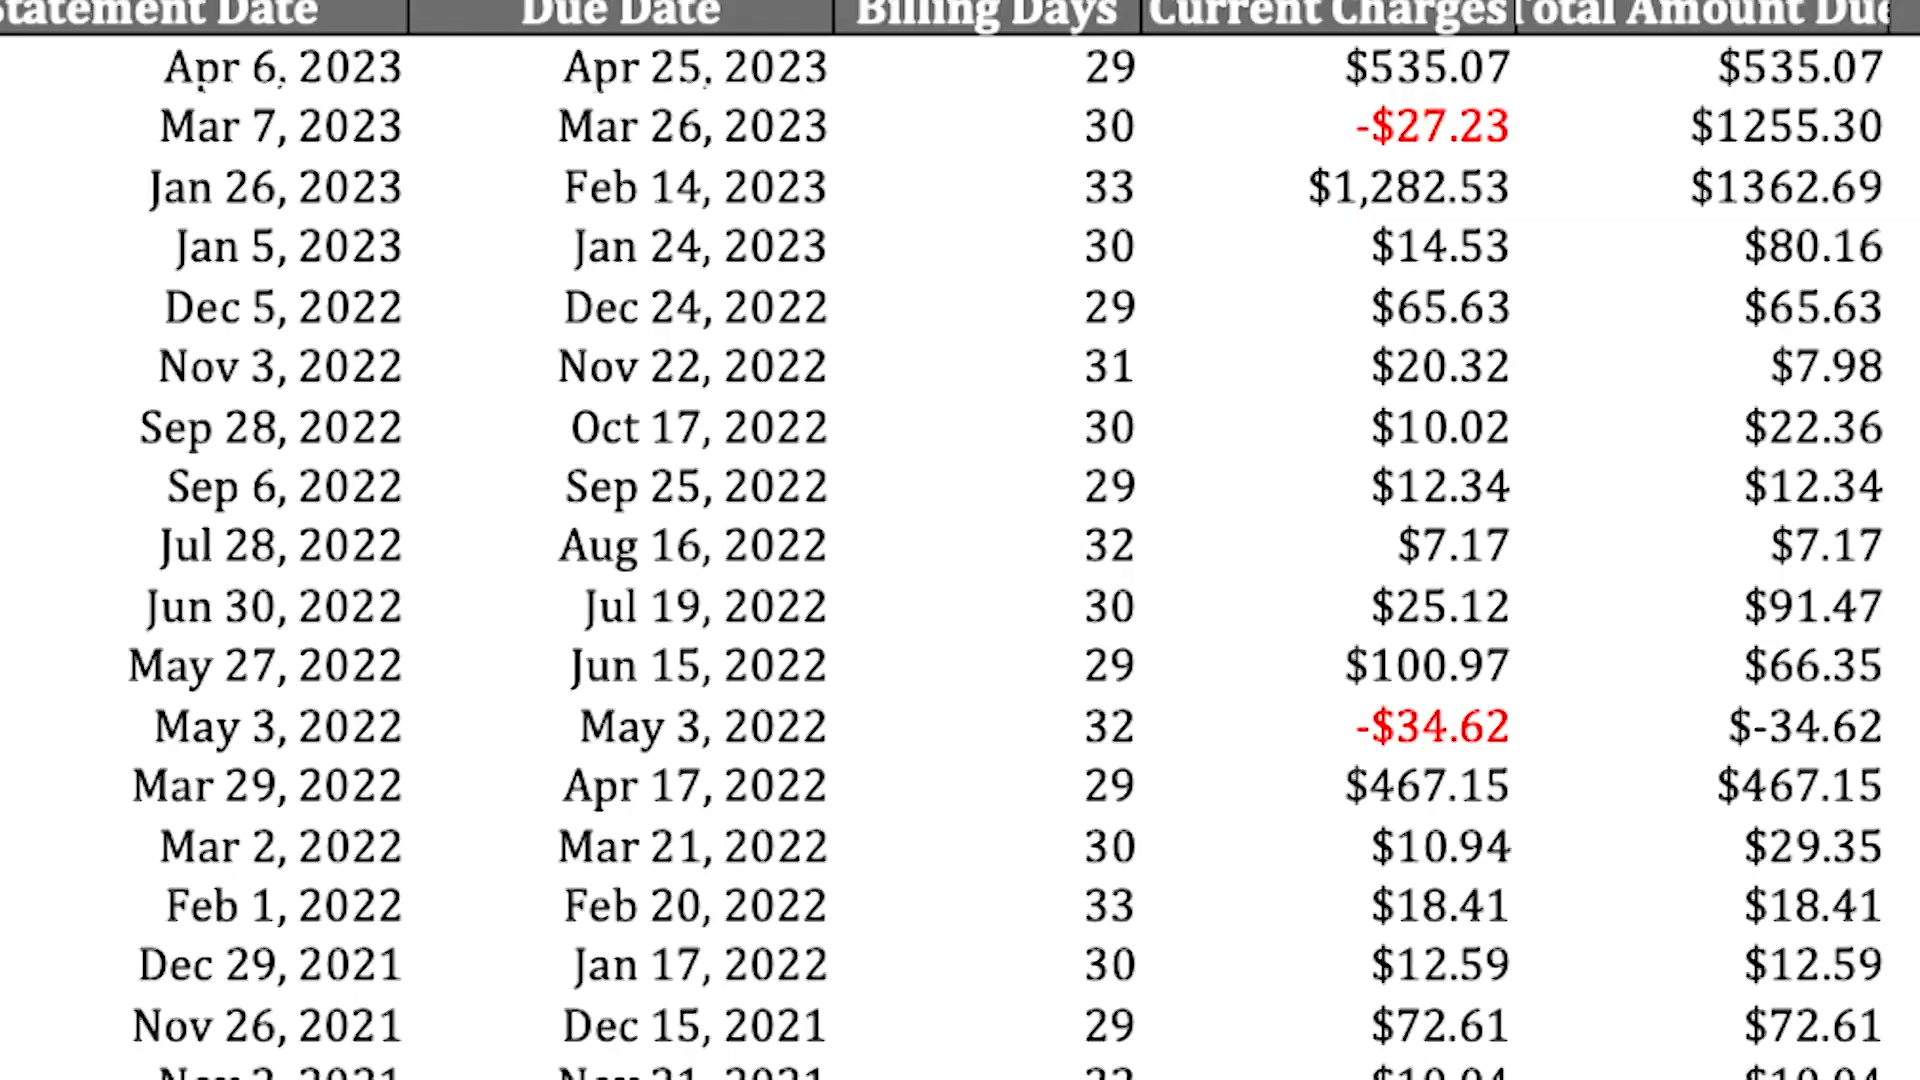 Statement Date Due Date Billing Days Current Charges Total Amount Due
Apr 6, 2023 Apr 25, 2023 29 $535.07 $535.07
Mar 7, 2023 Mar 26, 2023 30 -$27.23 $1255.30
Jan 26, 2023 Feb 14, 2023 33 $1,282.53 $1362.69
Jan 5, 2023 Jan 24, 2023 30 $14.53 $80.16
Dec 5, 2022 Dec 24, 2022 29 $65.63 $65.63
Nov 3, 2022 Nov 22, 2022 31 $20.32 $7.98
Sep 28, 2022 Oct 17, 2022 30 $10.02 $22.36
Sep 6, 2022 Sep 25, 2022 29 $12.34 $12.34
Jul 28, 2022 Aug 16, 2022 32 $7.17 $7.17
Jun 30, 2022 Jul 19, 2022 30 $25.12 $91.47
May 27, 2022 Jun 15, 2022 29 $100.97 $66.35
May 3, 2022 May 3, 2022 32 -$34.62 $-34.62
Mar 29, 2022 Apr 17, 2022 29 $467.15 $467.15
Mar 2, 2022 Mar 21, 2022 30 $10.94 $29.35
Feb 1, 2022 Feb 20, 2022 33 $18.41 $18.41
Dec 29, 2021 Jan 17, 2022 30 $12.59 $12.59
Nov 26, 2021 Dec 15, 2021 29 $72.61 $72.61